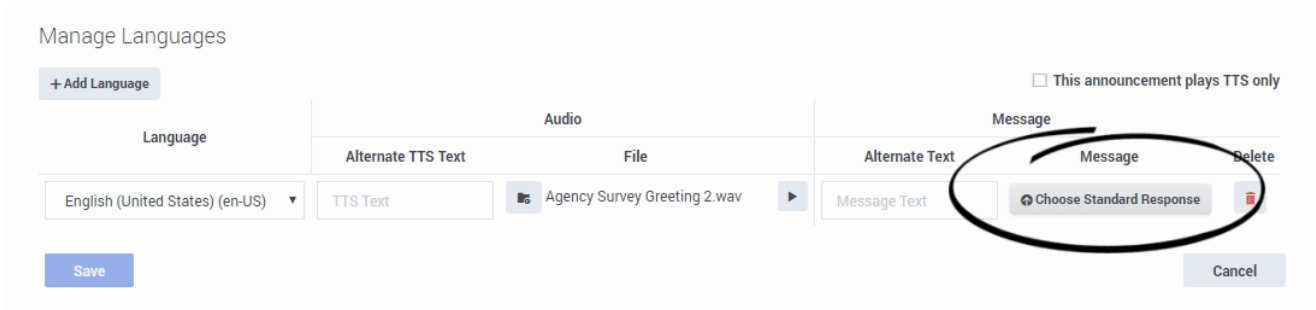 Manage Languages
+ Add Language
This announcement plays TTS only
Language
Audio
Message
Alternate TTS Text
File
Alternate Text
Message
Delete
English (United States) (en-US)
TTS Text
Agency Survey Greeting 2.wav
Message Text
Choose Standard Response
Save
Cancel